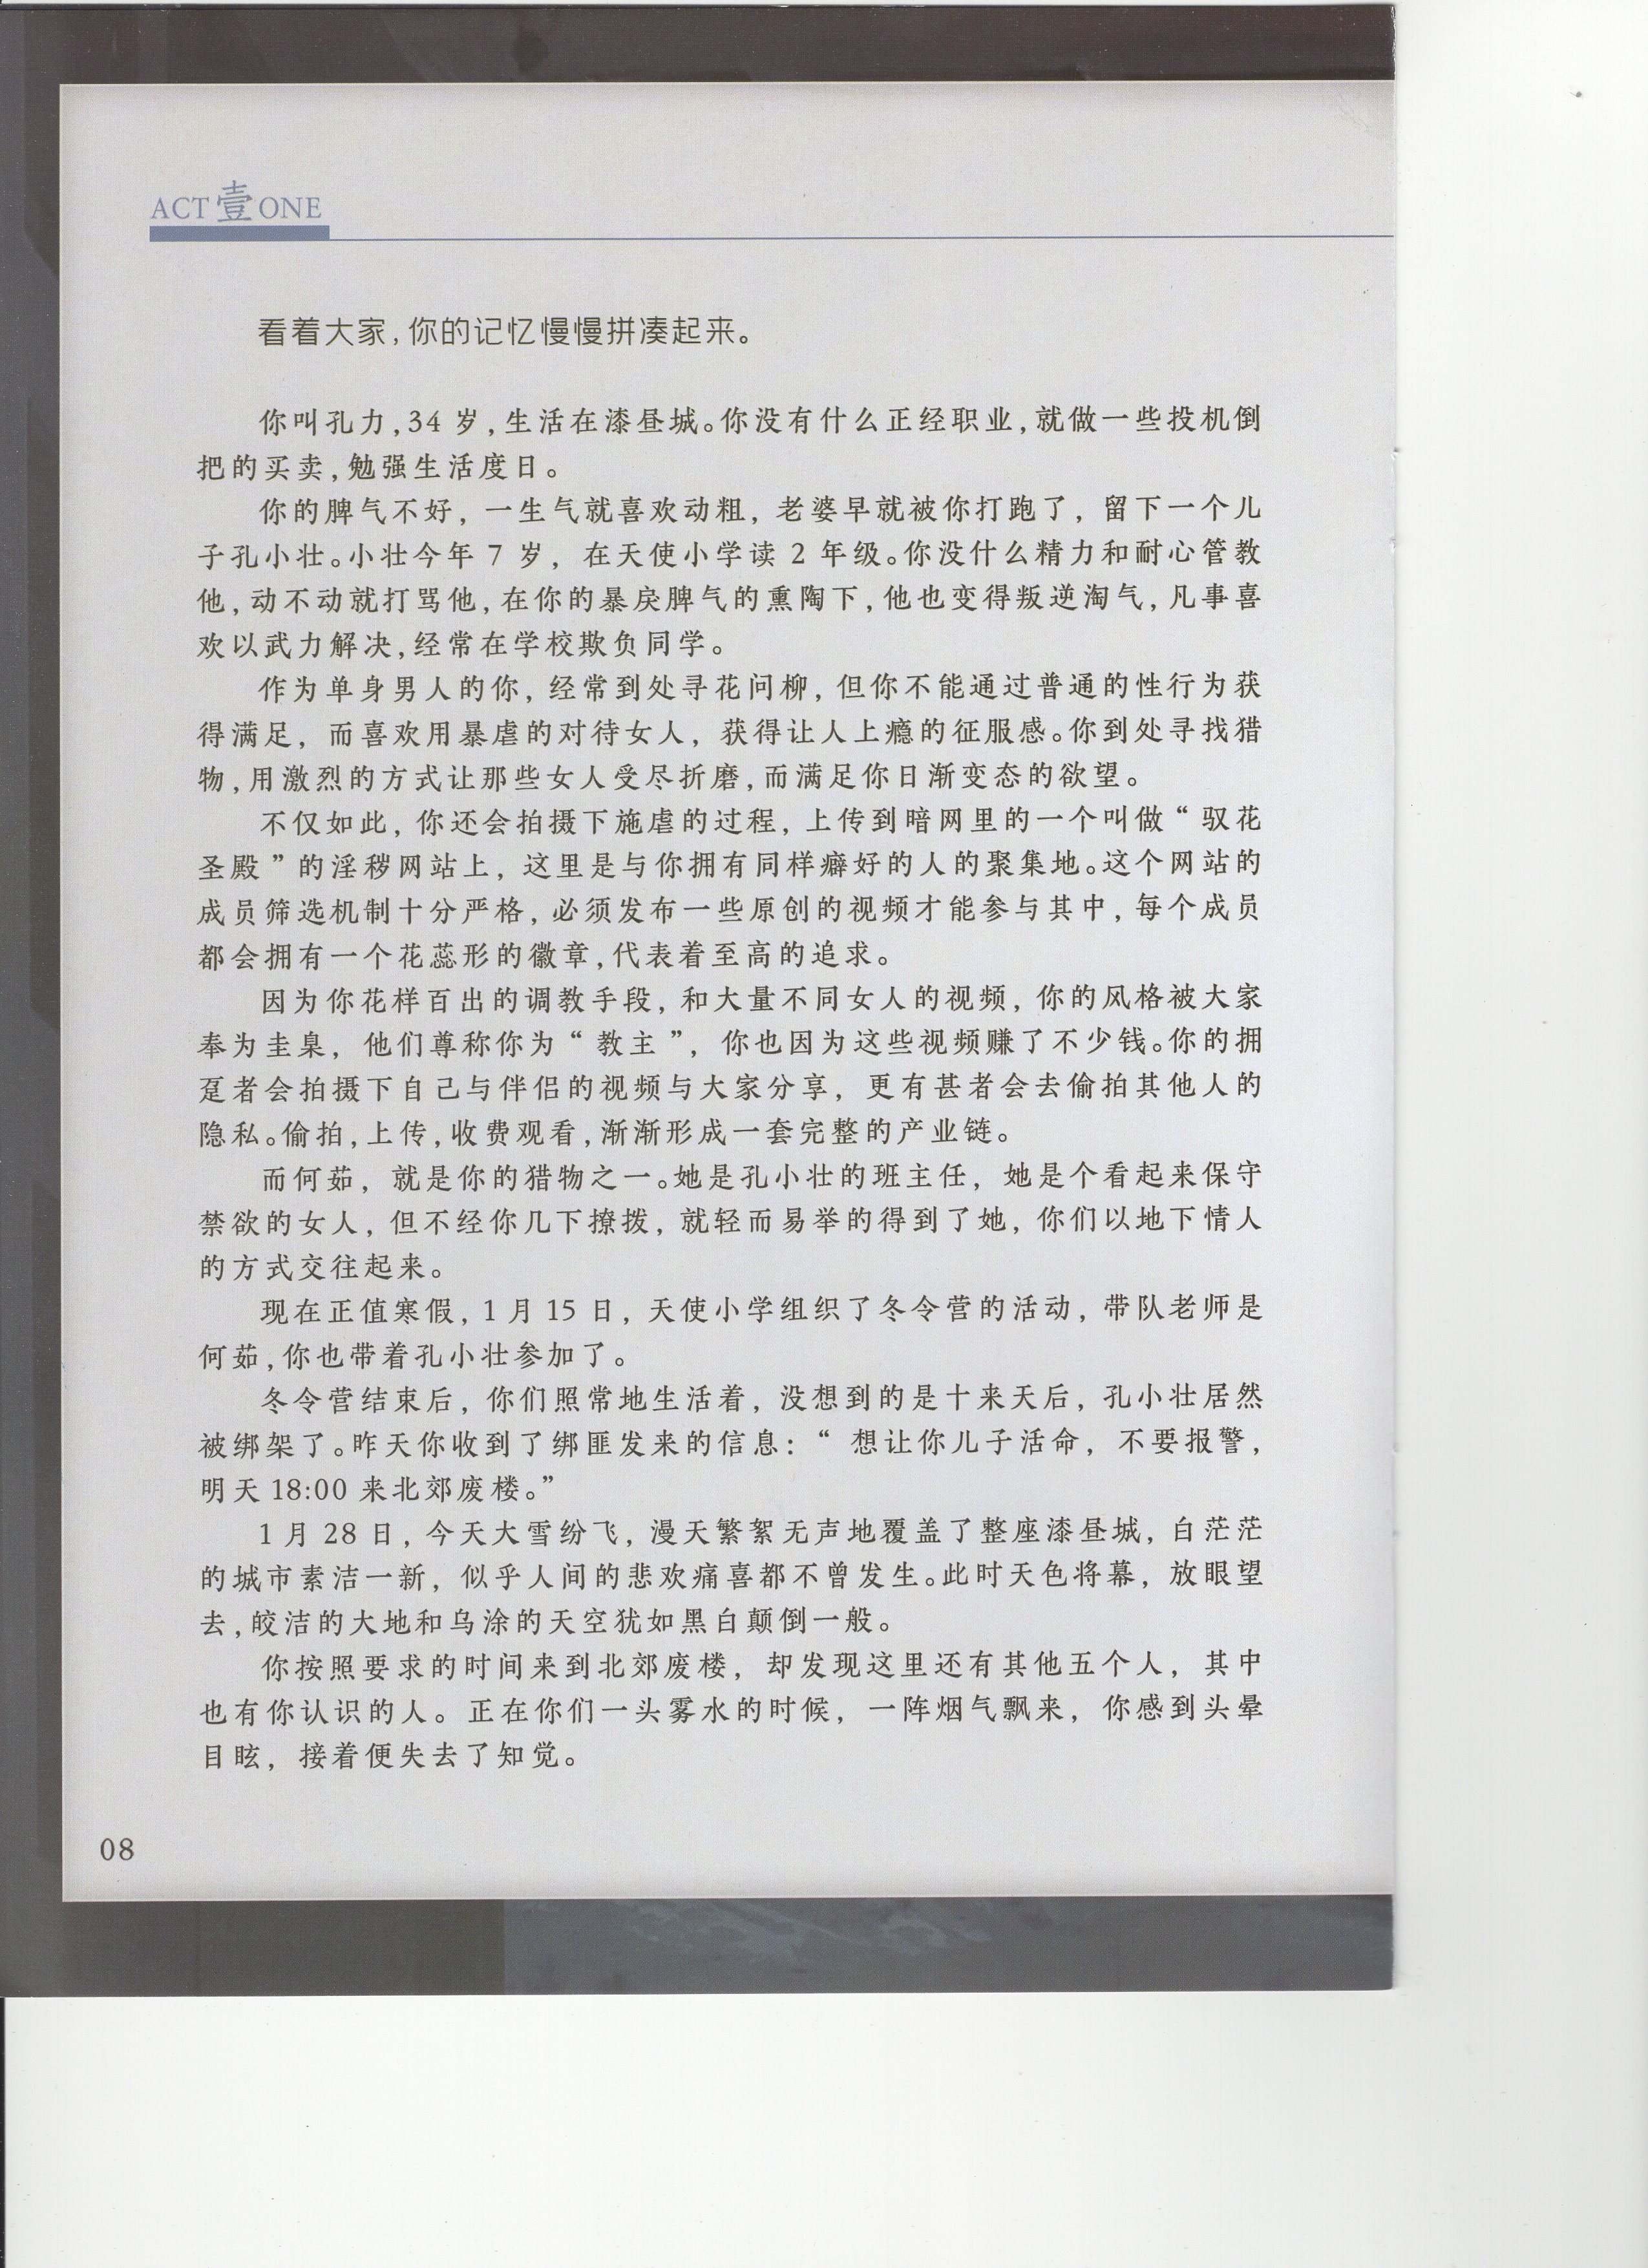 ACT壹ONE
看着大家,你的记忆慢慢拼凑起来。
你叫孔力,34 岁,生活在漆昼城。你没有什么正经职业,就做一些投机倒
把的买卖,勉强生活度日。
你的脾气不好, 一生气就喜欢动粗, 老婆早就被你打跑了, 留下一个儿
子孔小壮。小壮今年 7 岁, 在天使小学读 2 年级。你没什么精力和耐心管教
他,动不动就打骂他,在你的暴戾脾气的熏陶下,他也变得叛逆淘气,凡事喜
欢以武力解决,经常在学校欺负同学。
作为单身男人的你, 经常到处寻花问柳, 但你不能通过普通的性行为获
得满足, 而喜欢用暴虐的对待女人, 获得让人上瘾的征服感。你到处寻找猎
物,用激烈的方式让那些女人受尽折磨,而满足你日渐变态的欲望。
不仅如此, 你还会拍摄下施虐的过程, 上传到暗网里的一个叫做“ 驭花
圣殿 ”的淫秽网站上, 这里是与你拥有同样癖好的人的聚集地。这个网站的
成员筛选机制十分严格, 必须发布一些原创的视频才能参与其中, 每个成员
都会拥有一个花蕊形的徽章,代表着至高的追求。
因为你花样百出的调教手段, 和大量不同女人的视频, 你的风格被大家
奉为圭臬, 他们尊称你为“ 教主 ”, 你也因为这些视频赚了不少钱。你的拥
趸者会拍摄下自己与伴侣的视频与大家分享, 更有甚者会去偷拍其他人的
隐私。偷拍,上传,收费观看,渐渐形成一套完整的产业链。
而何茹, 就是你的猎物之一。她是孔小壮的班主任, 她是个看起来保守
禁欲的女人, 但不经你几下撩拨, 就轻而易举的得到了她, 你们以地下情人
的方式交往起来。
现在正值寒假, 1 月 15 日, 天使小学组织了冬令营的活动, 带队老师是
何茹,你也带着孔小壮参加了。
冬令营结束后, 你们照常地生活着, 没想到的是十来天后, 孔小壮居然
被绑架了。昨天你收到了绑匪发来的信息: “ 想让你儿子活命, 不要报警,
明天 18:00 来北郊废楼。”
1 月 28 日, 今天大雪纷飞, 漫天繁絮无声地覆盖了整座漆昼城, 白茫茫
的城市素洁一新, 似乎人间的悲欢痛喜都不曾发生。此时天色将幕, 放眼望
去,皎洁的大地和乌涂的天空犹如黑白颠倒一般。
你按照要求的时间来到北郊废楼, 却发现这里还有其他五个人, 其中
也有你认识的人。正在你们一头雾水的时候, 一阵烟气飘来, 你感到头晕
目眩, 接着便失去了知觉。
08